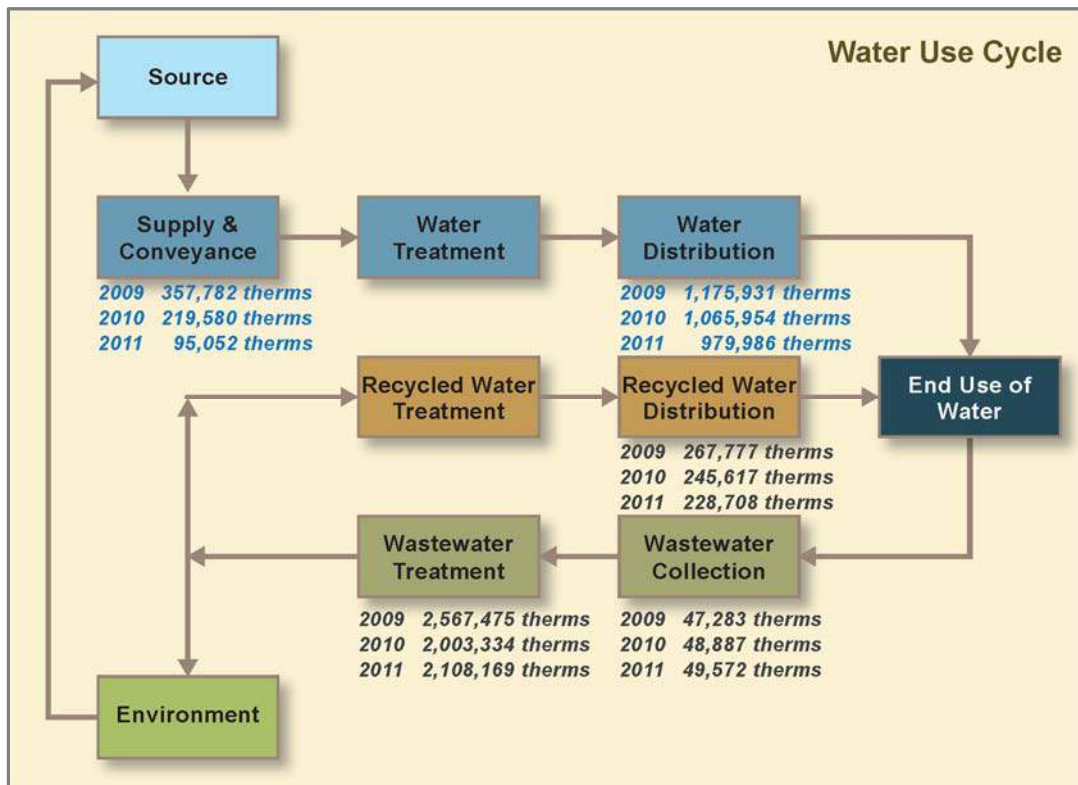 Water Use Cycle
Source
Supply &
Conveyance
2009 357,782 therms
2010 219,580 therms
2011 95,052 therms
Water
Treatment
Water
Distribution
2009 1,175,931 therms
2010 1,065,954 therms
2011 979,986 therms
Recycled Water
Treatment
Recycled Water
Distribution
2009 267,777 therms
2010 245,617 therms
2011 228,708 therms
End Use of
Water
Wastewater
Treatment
2009 2,567,475 therms
2010 2,003,334 therms
2011 2,108,169 therms
Wastewater
Collection
2009 47,283 therms
2010 48,887 therms
2011 49,572 therms
Environment